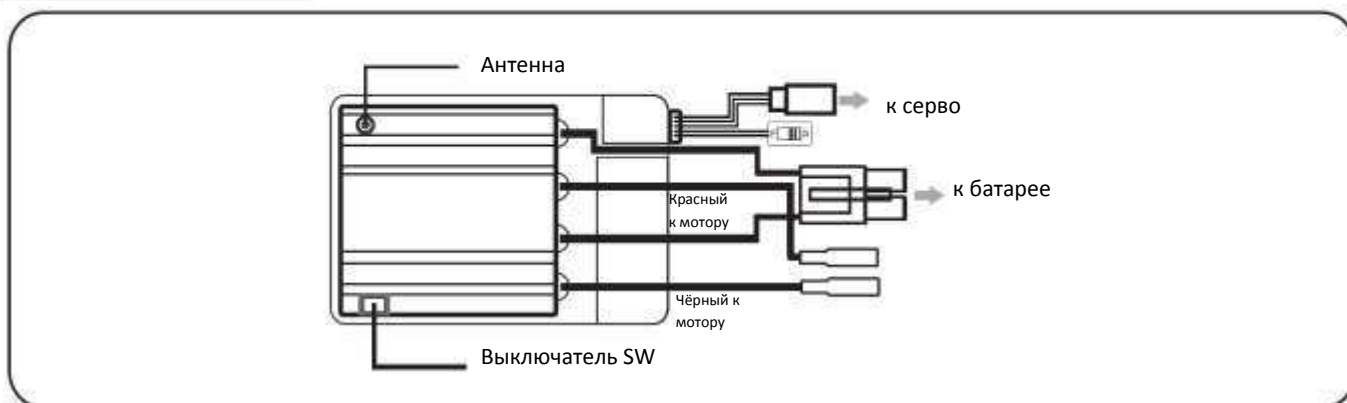 Антенна
к серво
к батарее
Красный
к мотору
Чёрный к
мотору
Выключатель SW